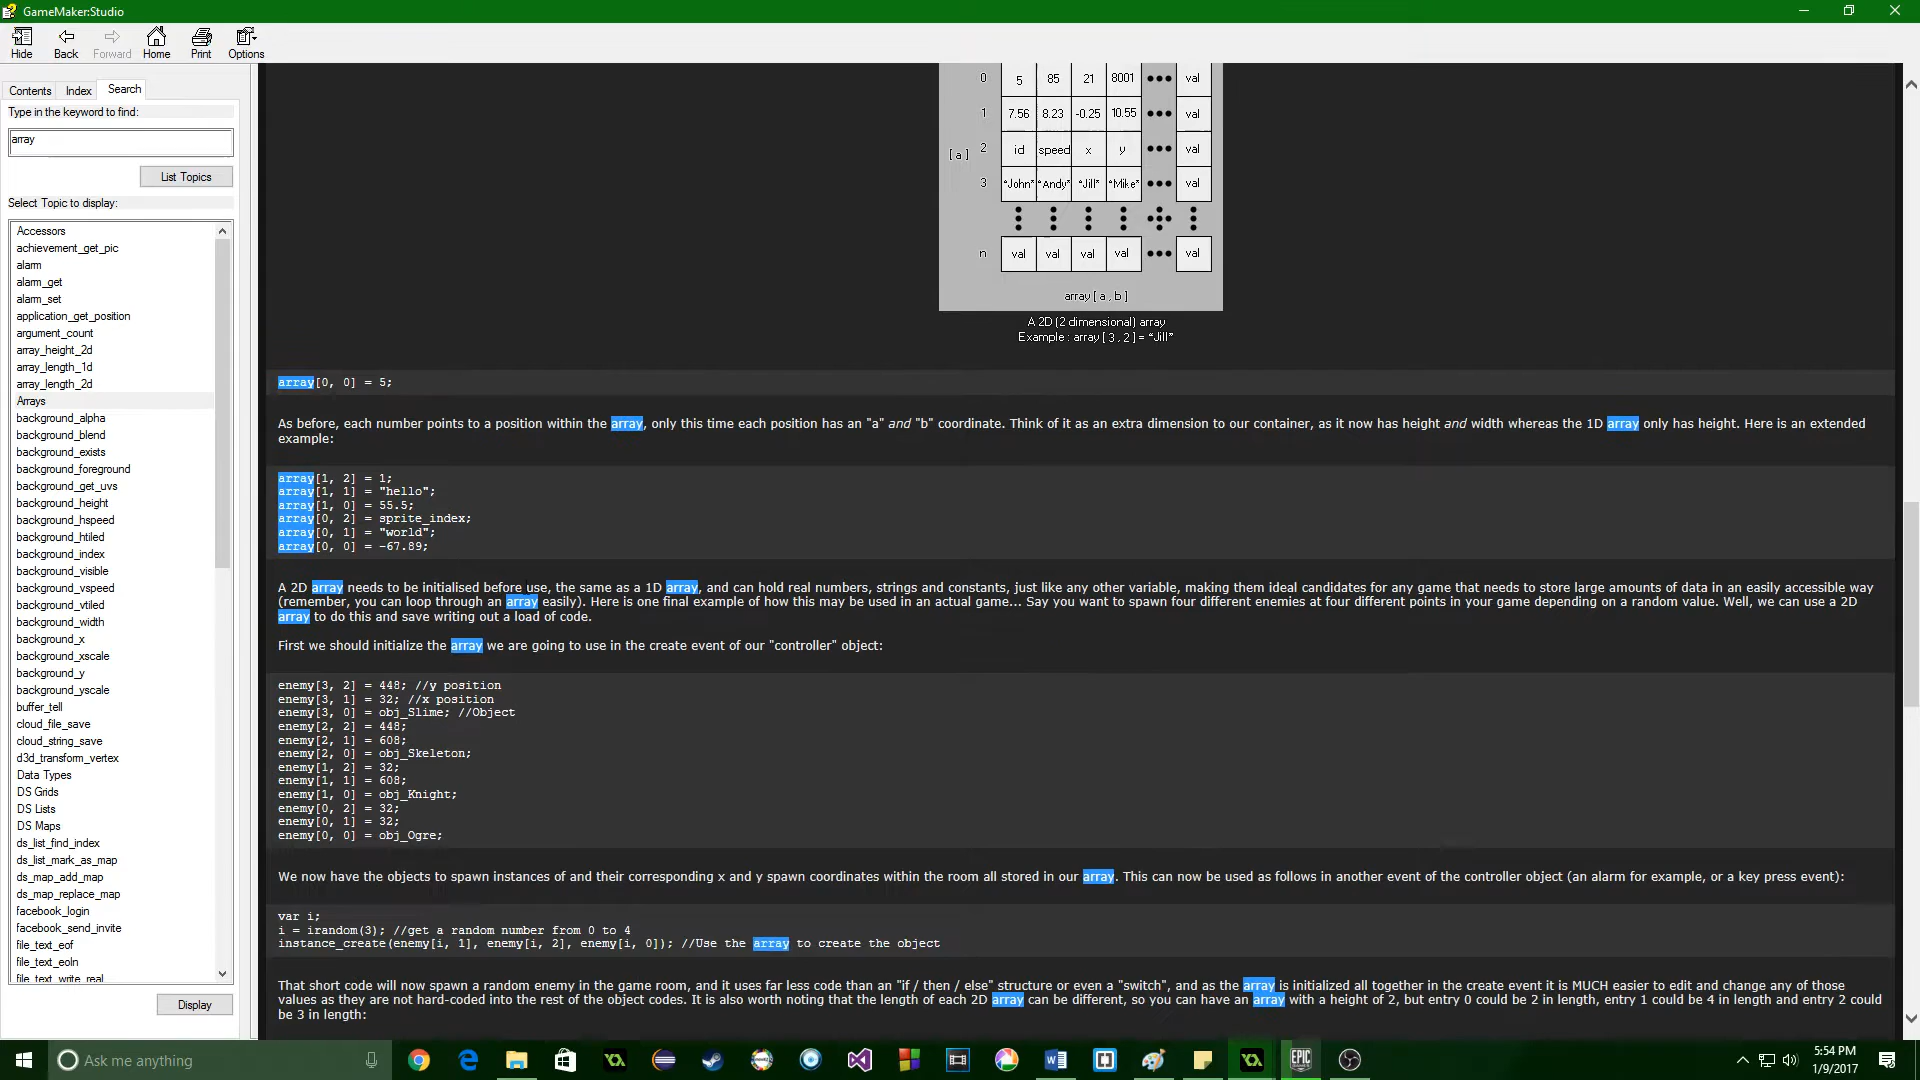 GameMaker:Studio
Hide Back Forward Home Print Options
Contents Index Search
Type in the keyword to find:
array
List Topics
Select Topic to display:
Accessors
achievement_get_pic
alarm
alarm_get
alarm_set
application_get_position
argument_count
array_height_2d
array_length_1d
array_length_2d
Arrays
background_alpha
background_blend
background_exists
background_foreground
background_get_uvs
background_height
background_hspeed
background_htiled
background_index
background_visible
background_vspeed
background_vtiled
background_width
background_x
background_xscale
background_y
background_yscale
buffer_tell
cloud_file_save
cloud_string_save
d3d_transform_vertex
Data Types
DS Grids
DS Lists
DS Maps
ds_list_find_index
ds_list_mark_as_map
ds_map_add_map
ds_map_replace_map
facebook_login
facebook_send_invite
file_text_eof
file_text_eoln
file_text_write_real
Display
0 5 85 21 8001 ••• val
1 7.56 8.23 -0.25 10.55 ••• val
[ a ] 2 id speed x y ••• val
3 "John" "Andy" "Jill" "Mike" ••• val
n val val val val ••• val
array [ a , b ]
A 2D (2 dimensional) array
Example : array [ 3 , 2 ] = "Jill"
array[0, 0] = 5;
As before, each number points to a position within the array, only this time each position has an "a" and "b" coordinate. Think of it as an extra dimension to our container, as it now has height and width whereas the 1D array only has height. Here is an extended
example:
array[1, 2] = 1;
array[1, 1] = "hello";
array[1, 0] = 55.5;
array[0, 2] = sprite_index;
array[0, 1] = "world";
array[0, 0] = -67.89;
A 2D array needs to be initialised before use, the same as a 1D array, and can hold real numbers, strings and constants, just like any other variable, making them ideal candidates for any game that needs to store large amounts of data in an easily accessible way
(remember, you can loop through an array easily). Here is one final example of how this may be used in an actual game... Say you want to spawn four different enemies at four different points in your game depending on a random value. Well, we can use a 2D
array to do this and save writing out a load of code.
First we should initialize the array we are going to use in the create event of our "controller" object:
enemy[3, 2] = 448; //y position
enemy[3, 1] = 32; //x position
enemy[3, 0] = obj_Slime; //Object
enemy[2, 2] = 448;
enemy[2, 1] = 608;
enemy[2, 0] = obj_Skeleton;
enemy[1, 2] = 32;
enemy[1, 1] = 608;
enemy[1, 0] = obj_Knight;
enemy[0, 2] = 32;
enemy[0, 1] = 32;
enemy[0, 0] = obj_Ogre;
We now have the objects to spawn instances of and their corresponding x and y spawn coordinates within the room all stored in our array. This can now be used as follows in another event of the controller object (an alarm for example, or a key press event):
var i;
i = irandom(3); //get a random number from 0 to 4
instance_create(enemy[i, 1], enemy[i, 2], enemy[i, 0]); //Use the array to create the object
That short code will now spawn a random enemy in the game room, and it uses far less code than an "if / then / else" structure or even a "switch", and as the array is initialized all together in the create event it is MUCH easier to edit and change any of those
values as they are not hard-coded into the rest of the object codes. It is also worth noting that the length of each 2D array can be different, so you can have an array with a height of 2, but entry 0 could be 2 in length, entry 1 could be 4 in length and entry 2 could
be 3 in length:
Ask me anything
EPIC
5:54 PM
1/9/2017